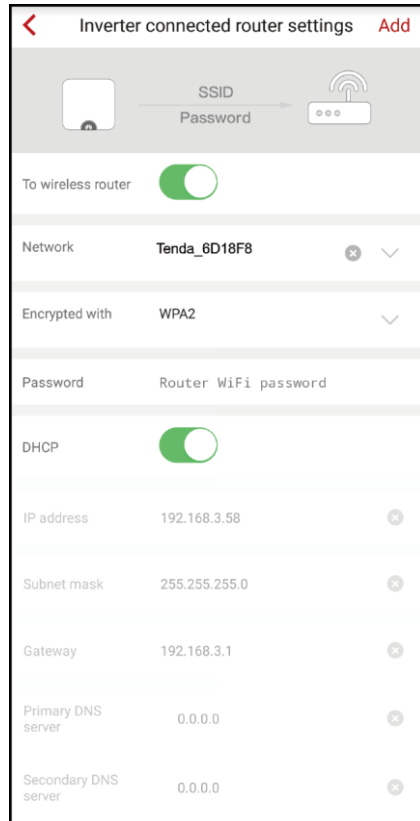 Inverter connected router settings Add
SSID
Password
To wireless router
Network Tenda_6D18F8
Encrypted with WPA2
Password Router WiFi password
DHCP
IP address 192.168.3.58
Subnet mask 255.255.255.0
Gateway 192.168.3.1
Primary DNS
server 0.0.0.0
Secondary DNS
server 0.0.0.0